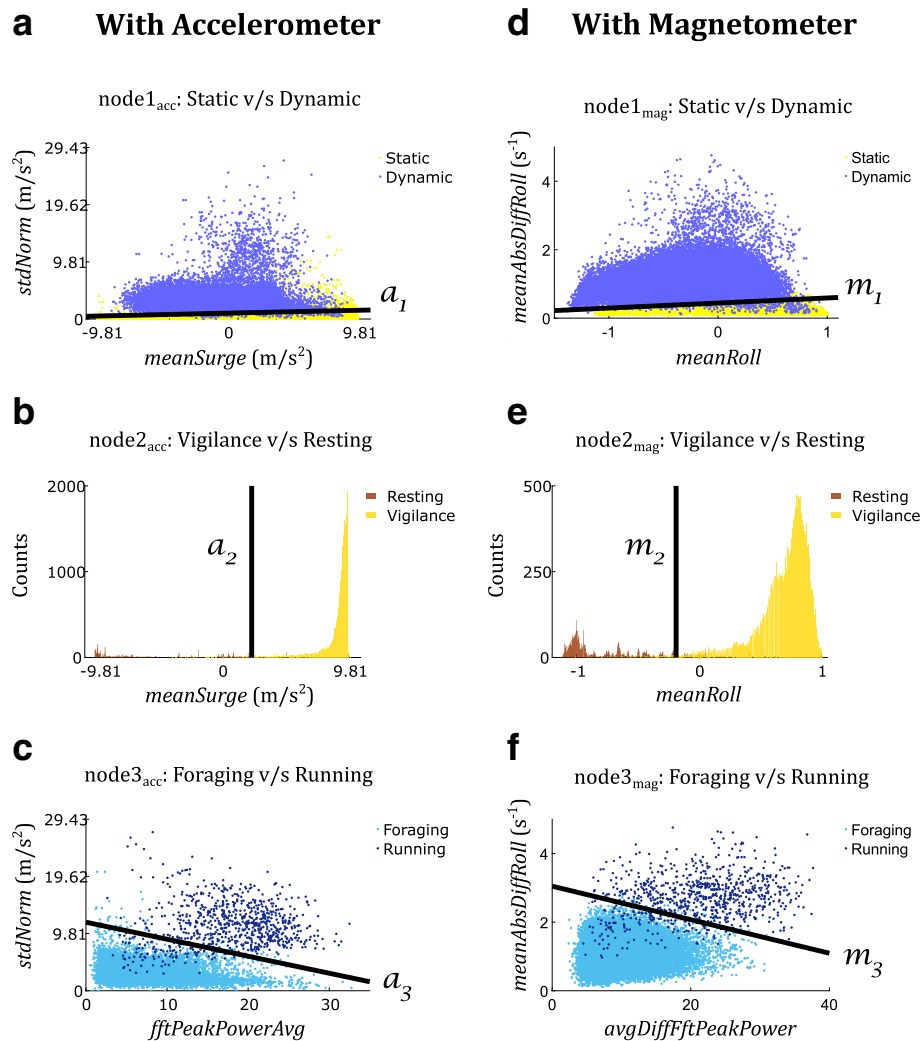 a With Accelerometer
node1acc: Static v/s Dynamic
stdNorm (m/s²)
29.43
19.62
9.81
0
Static
Dynamic
a1
-9.81 0 9.81
meanSurge (m/s²)
b
node2acc: Vigilance v/s Resting
Counts
2000
1000
0
Resting
Vigilance
a2
-9.81 0 9.81
meanSurge (m/s²)
c
node3acc: Foraging v/s Running
stdNorm (m/s²)
29.43
19.62
9.81
0
Foraging
Running
a3
0 10 20 30
fftPeakPowerAvg
d With Magnetometer
node1mag: Static v/s Dynamic
meanAbsDiffRoll (s⁻¹)
4
2
0
Static
Dynamic
m1
-1 0 1
meanRoll
e
node2mag: Vigilance v/s Resting
Counts
500
250
0
Resting
Vigilance
m2
-1 0 1
meanRoll
f
node3mag: Foraging v/s Running
meanAbsDiffRoll (s⁻¹)
4
2
0
Foraging
Running
m3
0 20 40
avgDiffFftPeakPower